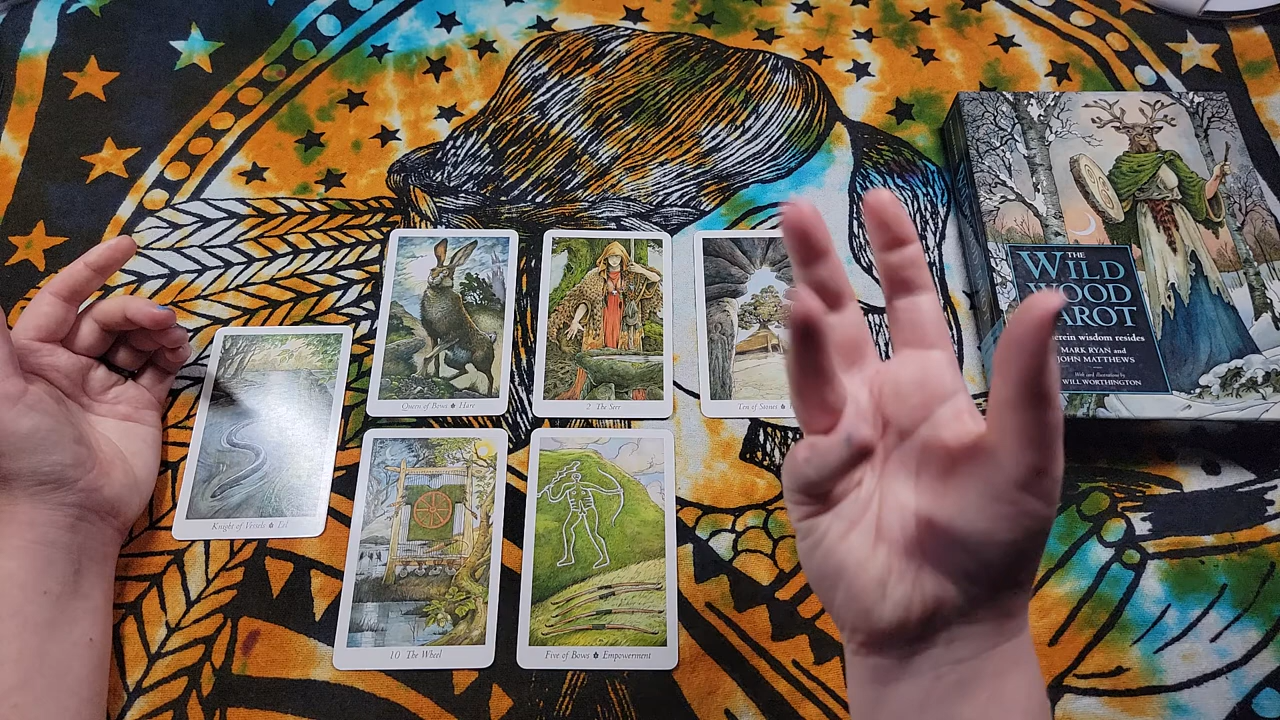 Queen of Bows Hare
2 The Seer
Ten of Stones
Knight of Vessels Eel
10 The Wheel
Five of Bows Empowerment
THE
WILD
WOOD
TAROT
wherein wisdom resides
MARK RYAN and
JOHN MATTHEWS
WILL WORTHINGTON